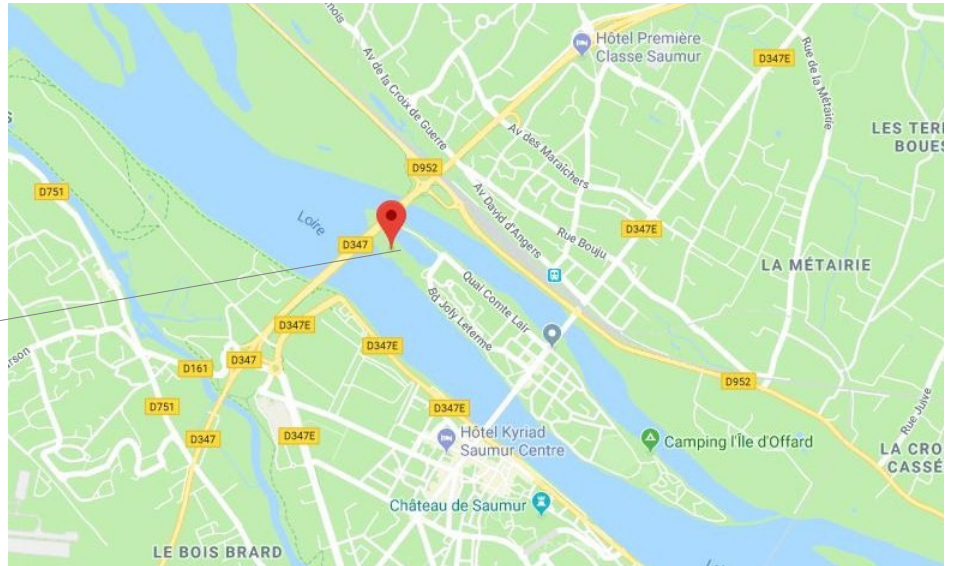 Hôtel Première
Classe Saumur
Av de la Croix de Guerre
D347E
Rue de la Métairie
Av des Maraîchers
D952
D751
Loire
D347
Av David d'Angers
Rue Bouju
D347E
LA MÉTAIRIE
Quai Comte Lair
Bd Joly Leterme
D347E
D347E
D347
D161
D952
D751
D347E
D347E
D347
Hôtel Kyriad
Saumur Centre
Camping l'Île d'Offard
Rue Juive
LA CRO
CASSÉ
Château de Saumur
LE BOIS BRARD
LES TER
BOUES